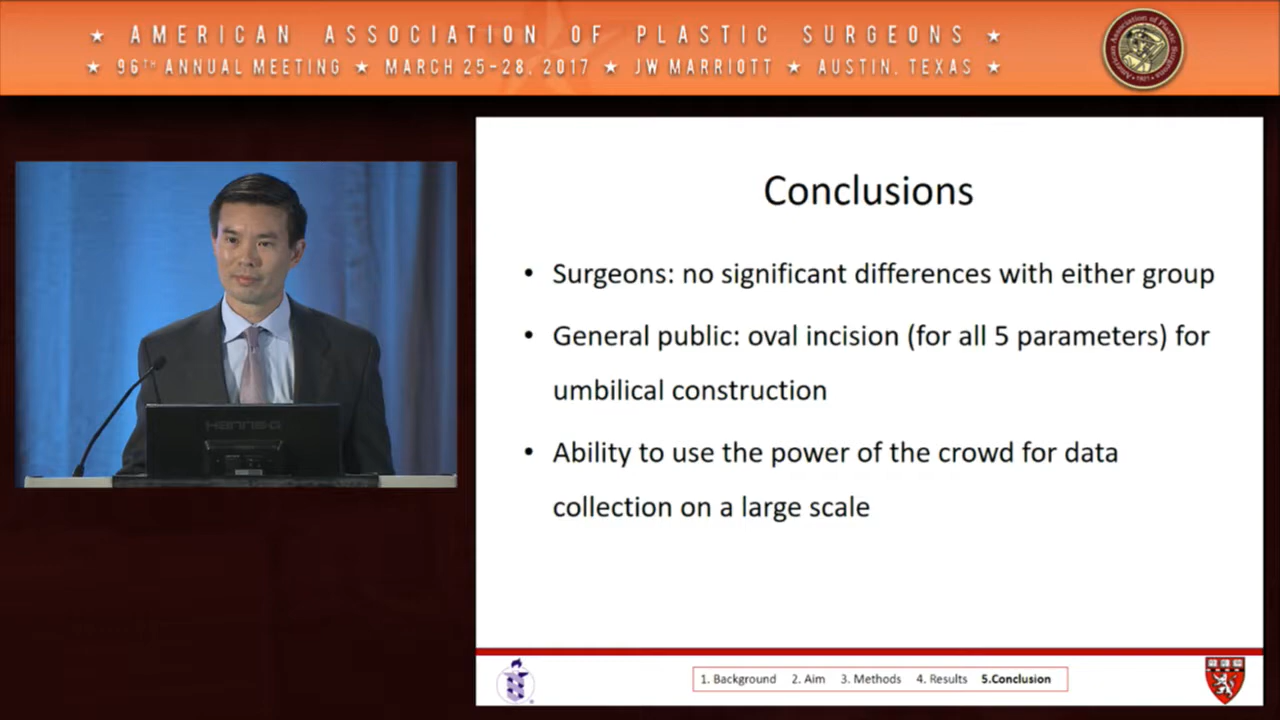 ★ AMERICAN ASSOCIATION OF PLASTIC SURGEONS ★
★ 96TH ANNUAL MEETING ★ MARCH 25-28, 2017 ★ JW MARRIOTT ★ AUSTIN, TEXAS ★
Conclusions
• Surgeons: no significant differences with either group
• General public: oval incision (for all 5 parameters) for
umbilical construction
• Ability to use the power of the crowd for data
collection on a large scale
HANNS-G
1. Background 2. Aim 3. Methods 4. Results 5.Conclusion